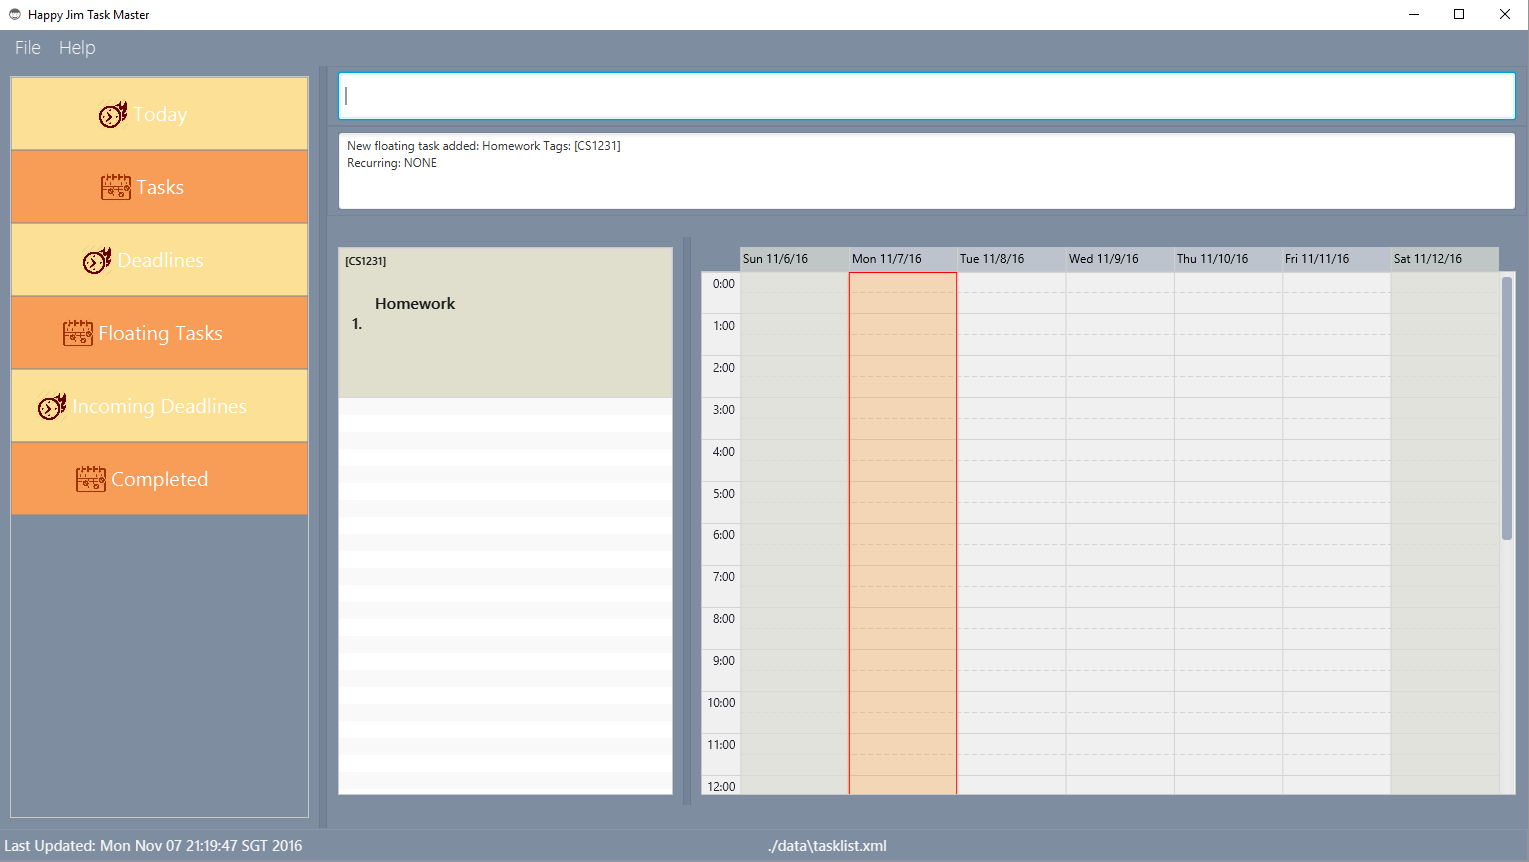 Happy Jim Task Master
File Help
Today
Tasks
Deadlines
Floating Tasks
Incoming Deadlines
Completed
New floating task added: Homework Tags: [CS1231]
Recurring: NONE
[CS1231]
Homework
1.
Sun 11/6/16 Mon 11/7/16 Tue 11/8/16 Wed 11/9/16 Thu 11/10/16 Fri 11/11/16 Sat 11/12/16
0:00
1:00
2:00
3:00
4:00
5:00
6:00
7:00
8:00
9:00
10:00
11:00
12:00
Last Updated: Mon Nov 07 21:19:47 SGT 2016 ./data\tasklist.xml